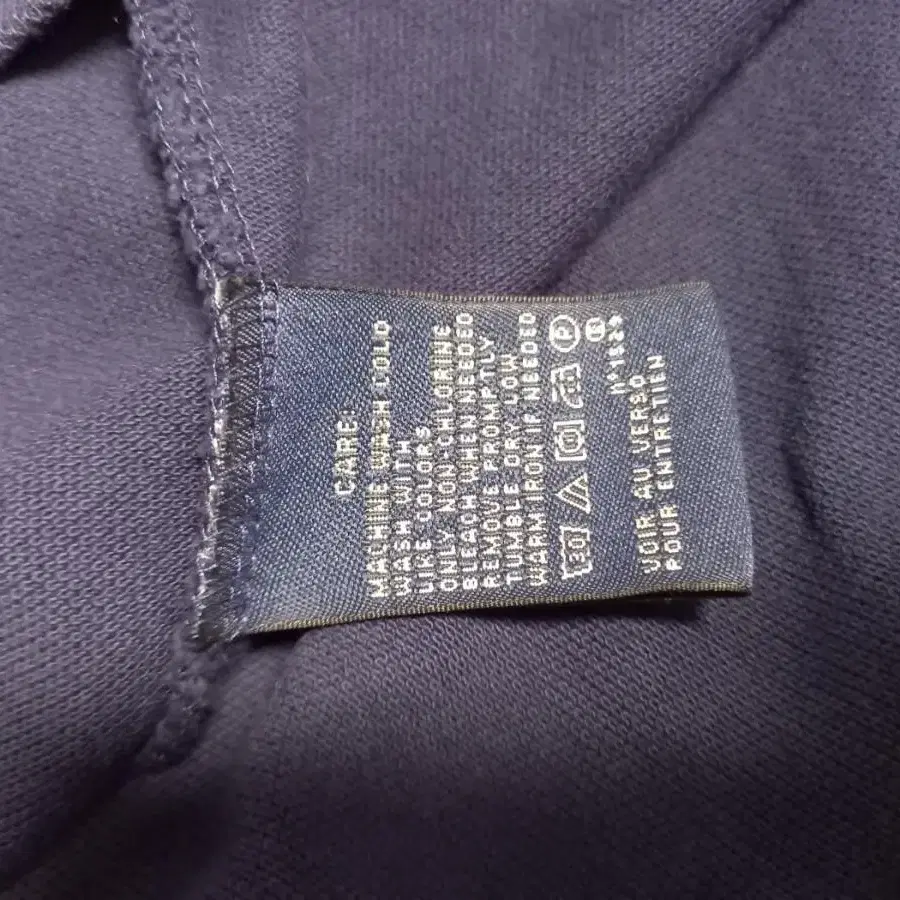 CARE:
MACHINE WASH COLD
WASH WITH
LIKE COLORS
ONLY NON-CHLORINE
BLEACH WHEN NEEDED
REMOVE PROMPTLY
TUMBLE DRY LOW
WARM IRON IF NEEDED
30 P
VOIR AU VERSO
POUR ENTRETIEN